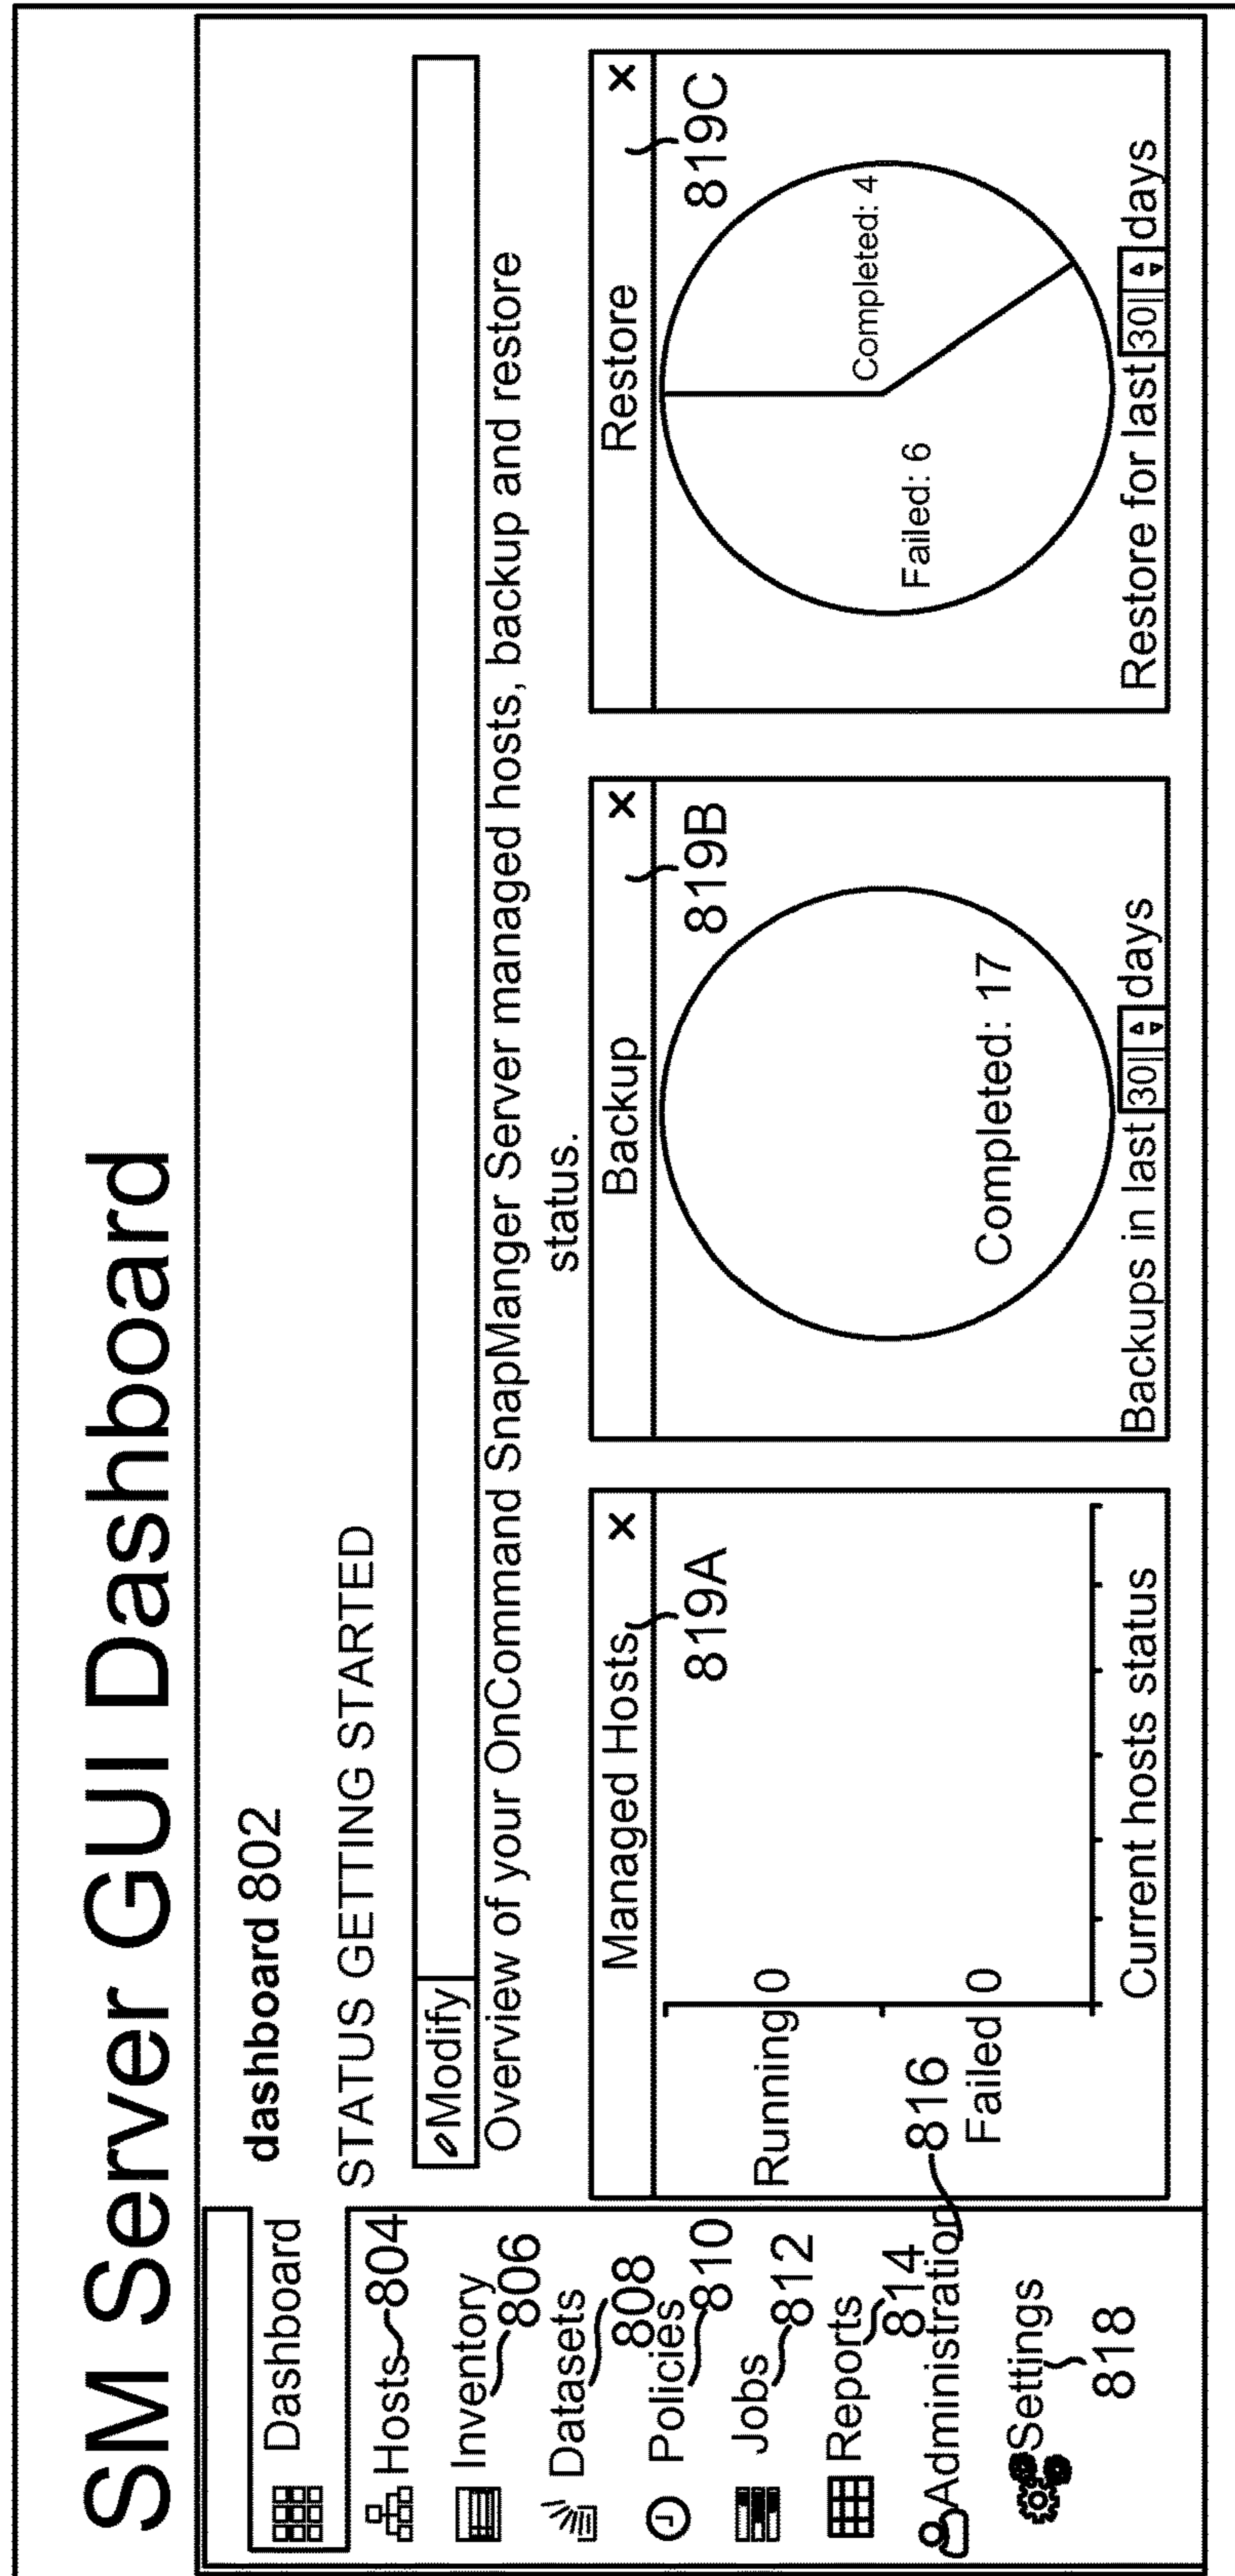 SM Server GUI Dashboard
Dashboard
Hosts 804
Inventory
806
Datasets
808
Policies
810
Jobs
812
Reports
814
Administration
816
Settings
818
dashboard 802
STATUS GETTING STARTED
Modify
Overview of your OnCommand SnapManger Server managed hosts, backup and restore
status.
Managed Hosts
X
819A
Running 0
Failed 0
Current hosts status
Backup
X
819B
Completed: 17
Backups in last 30 days
Restore
X
819C
Completed: 4
Failed: 6
Restore for last 30 days